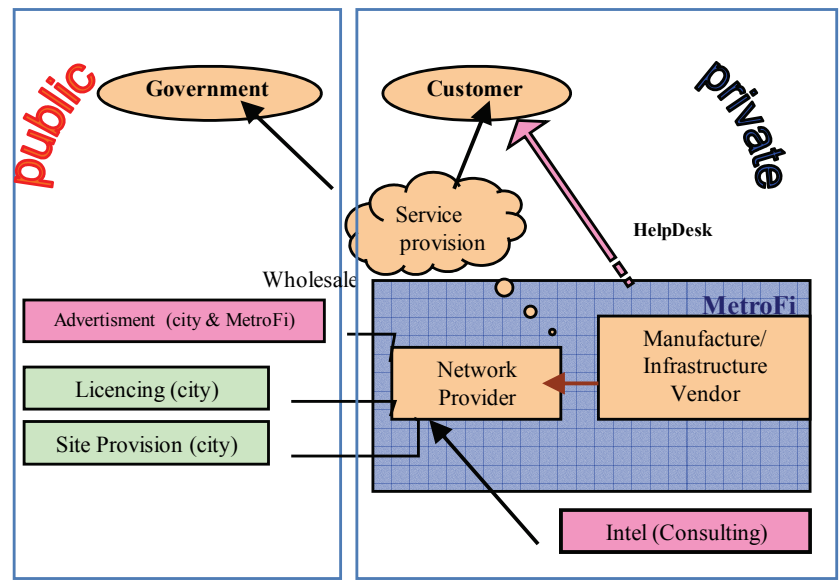 public
Government
Customer
private
Service
provision
HelpDesk
Wholesale
MetroFi
Advertisment (city & MetroFi)
Manufacture/
Infrastructure
Vendor
Network
Provider
Licencing (city)
Site Provision (city)
Intel (Consulting)